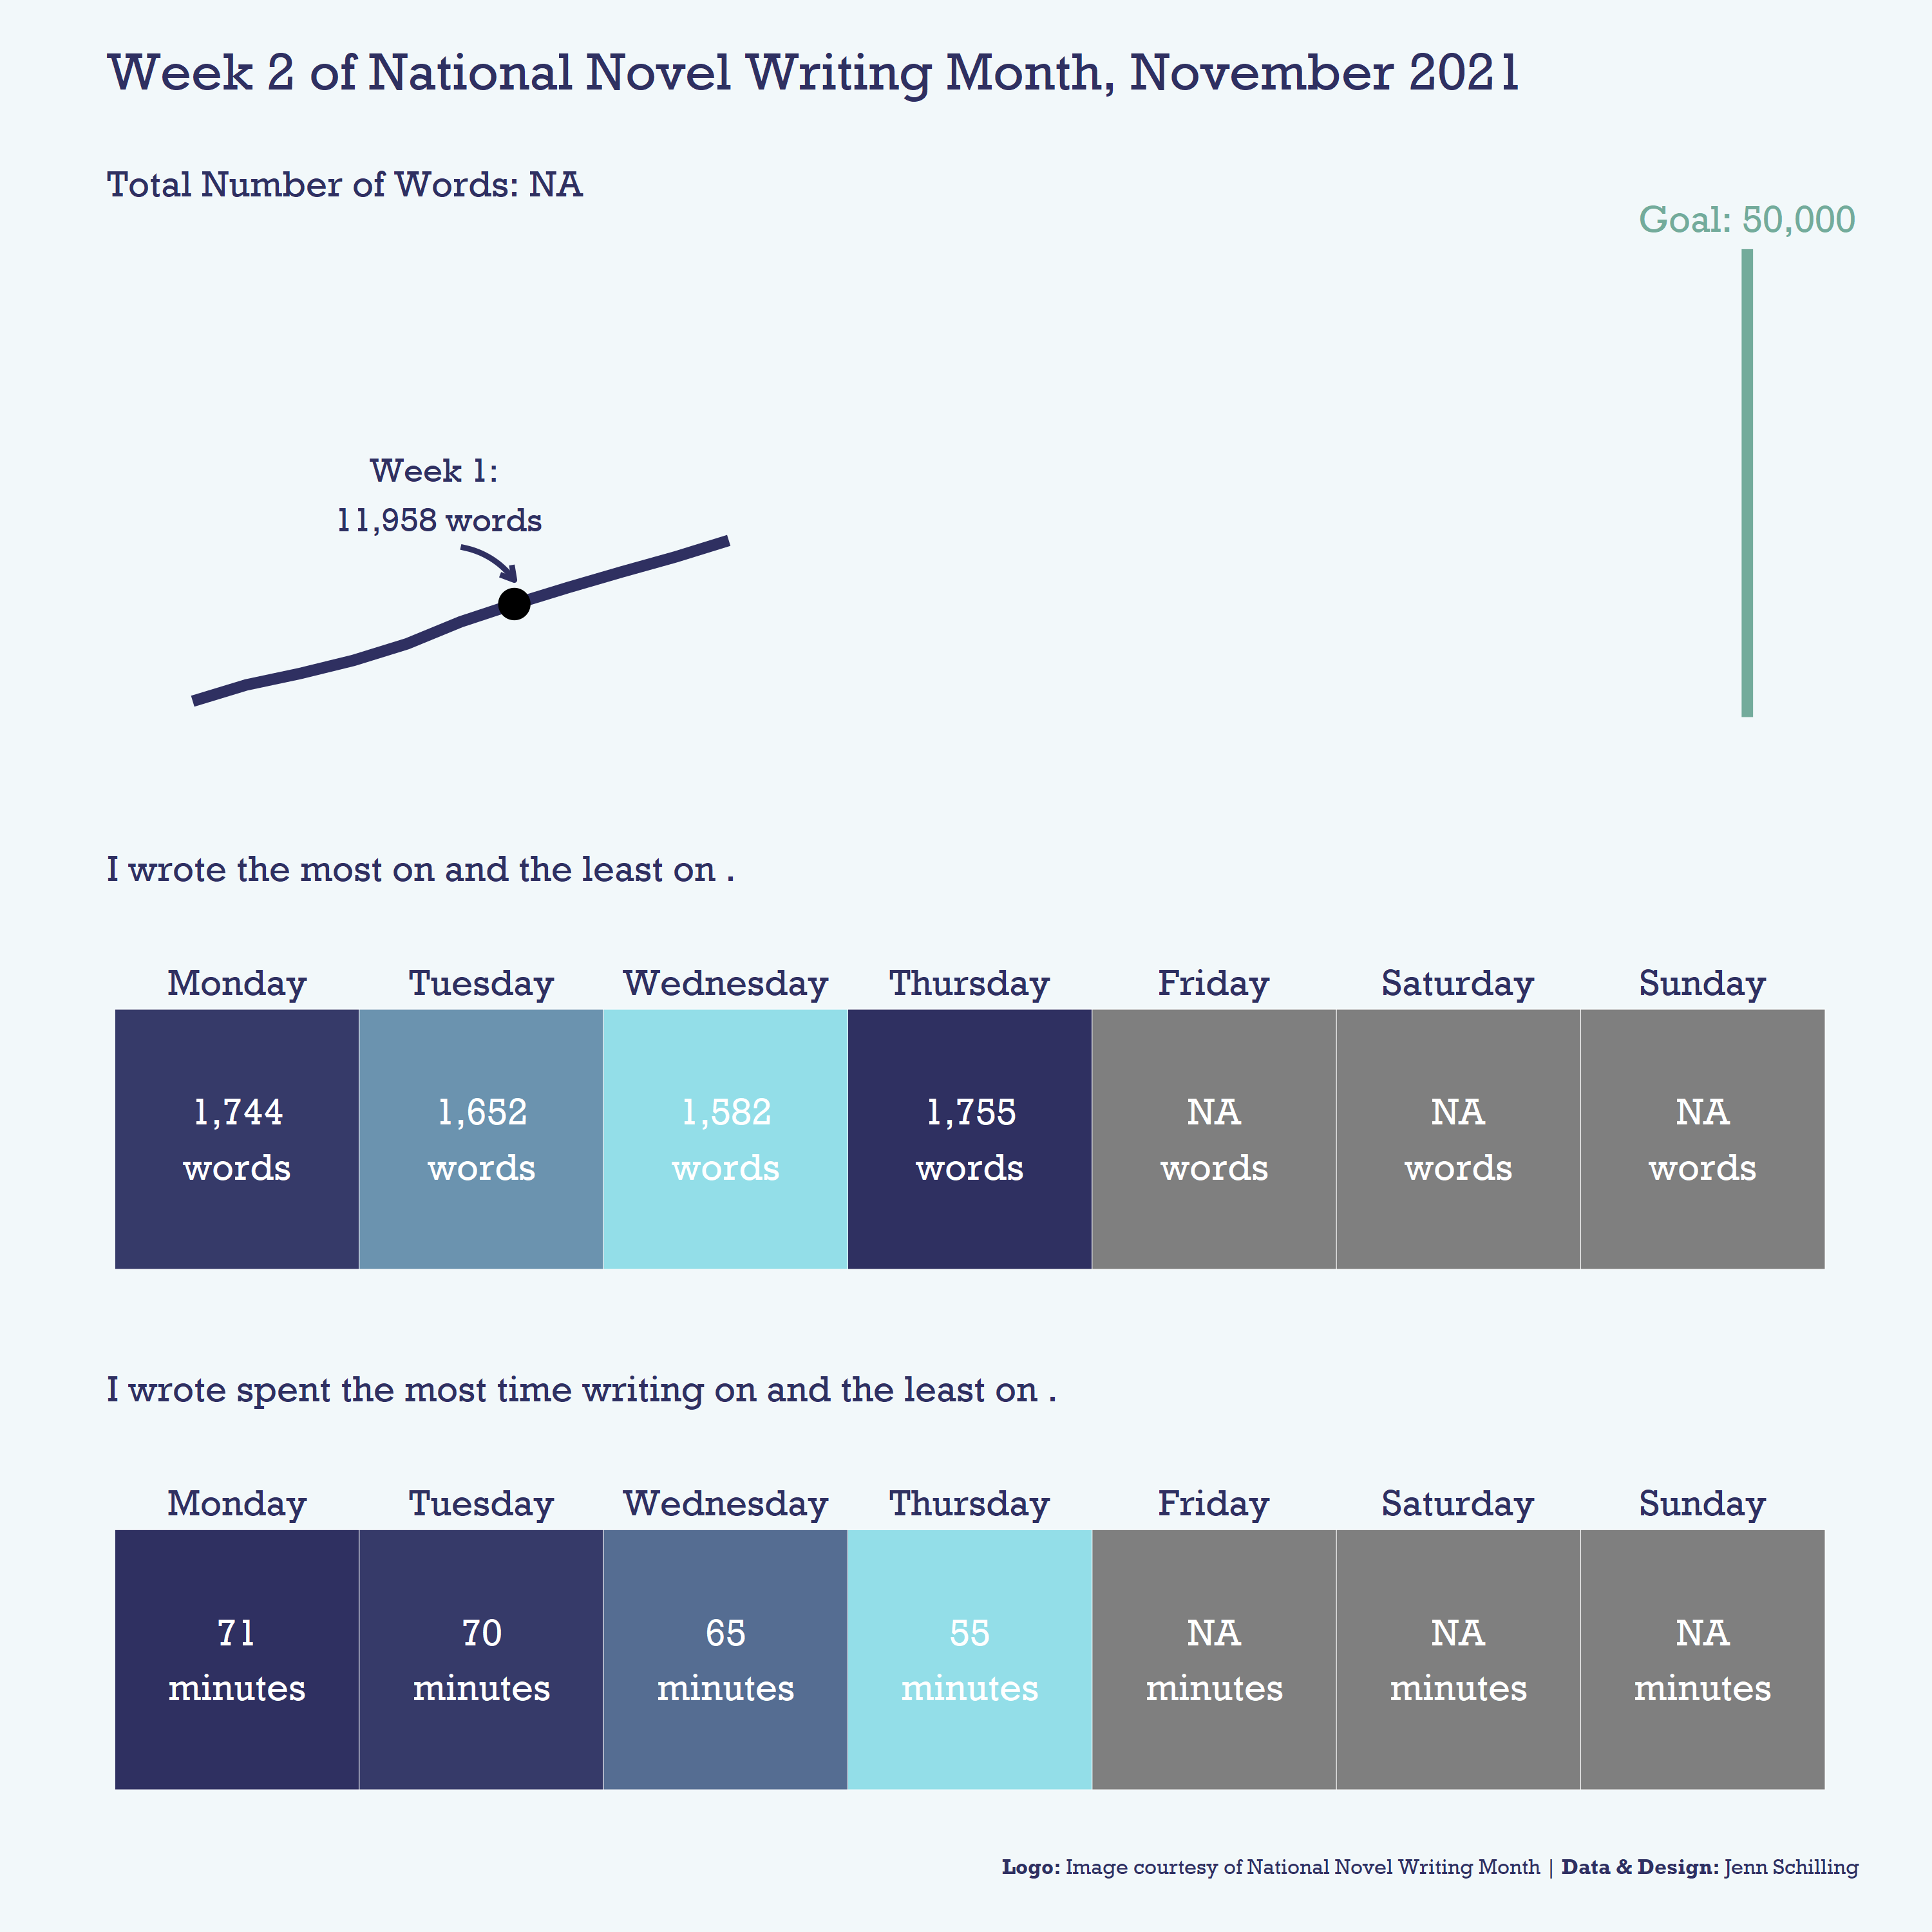 Week 2 of National Novel Writing Month, November 2021
Total Number of Words: NA
Goal: 50,000
Week 1:
11,958 words
I wrote the most on and the least on .
Monday Tuesday Wednesday Thursday Friday Saturday Sunday
1,744 1,652 1,582 1,755 NA NA NA
words words words words words words words
I wrote spent the most time writing on and the least on .
Monday Tuesday Wednesday Thursday Friday Saturday Sunday
71 70 65 55 NA NA NA
minutes minutes minutes minutes minutes minutes minutes
Logo: Image courtesy of National Novel Writing Month | Data & Design: Jenn Schilling